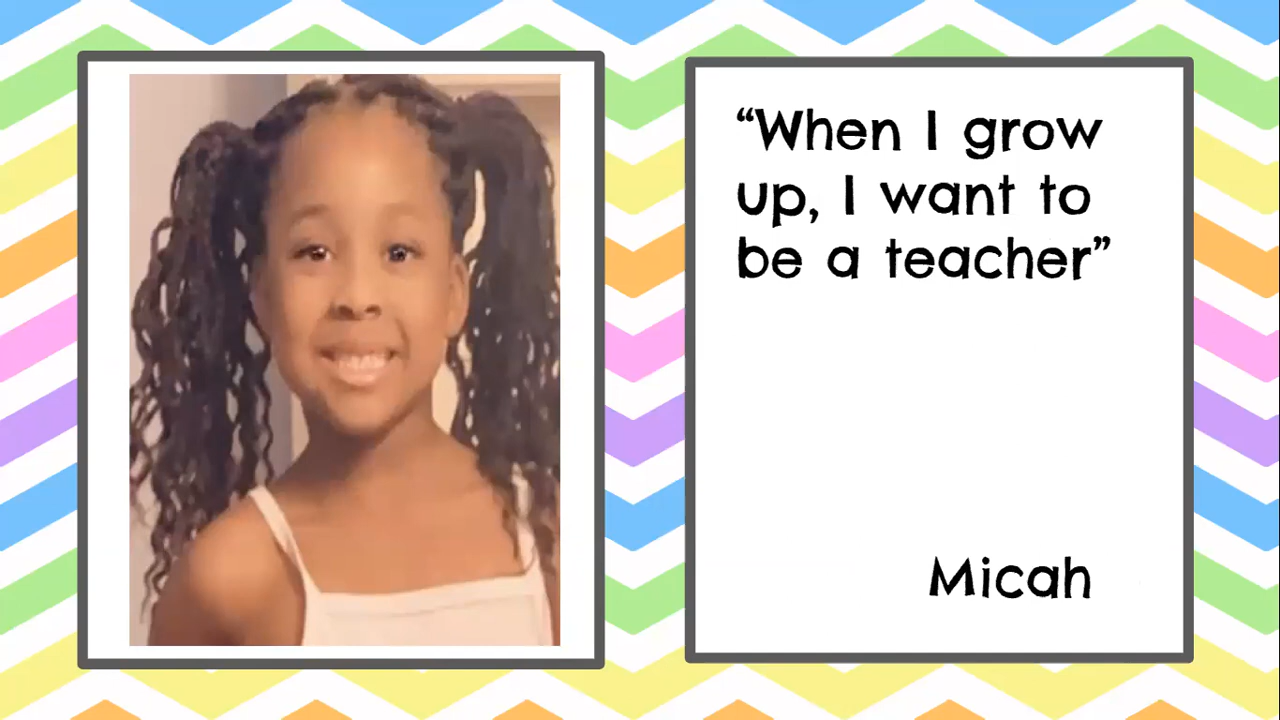 “When I grow
up, I want to
be a teacher”
Micah